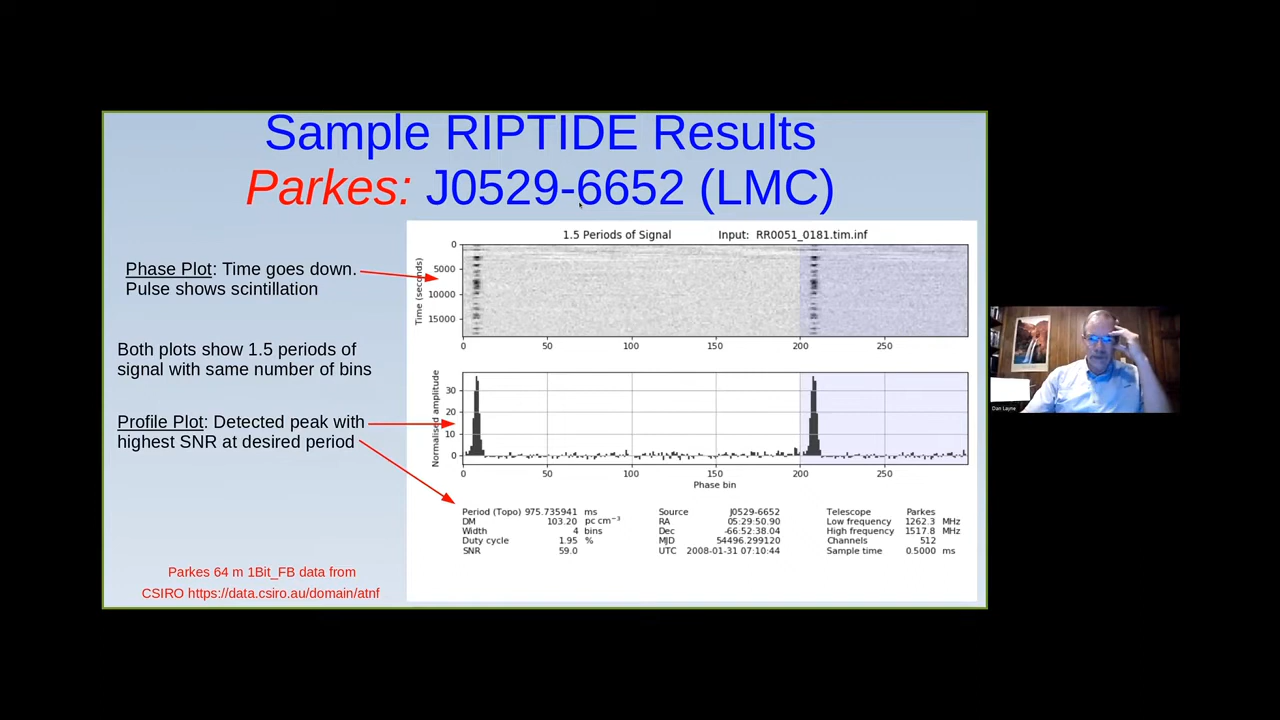 Sample RIPTIDE Results
Parkes: J0529-6652 (LMC)
Phase Plot: Time goes down.
Pulse shows scintillation
Both plots show 1.5 periods of
signal with same number of bins
Profile Plot: Detected peak with
highest SNR at desired period
Parkes 64 m 1Bit_FB data from
CSIRO https://data.csiro.au/domain/atnf
1.5 Periods of Signal Input: RR0051_0181.tim.inf
Time (seconds)
0
5000
10000
15000
0 50 100 150 200 250
Normalised amplitude
30
20
10
0
0 50 100 150 200 250
Phase bin
Period (Topo) 975.735941 ms Source J0529-6652 Telescope Parkes
DM 103.20 pc cm⁻³ RA 05:29:50.90 Low frequency 1262.3 MHz
Width 4 bins Dec -66:52:38.04 High frequency 1517.8 MHz
Duty cycle 1.95 % MJD 54496.299120 Channels 512
SNR 59.0 UTC 2008-01-31 07:10:44 Sample time 0.5000 ms
Dan Layne